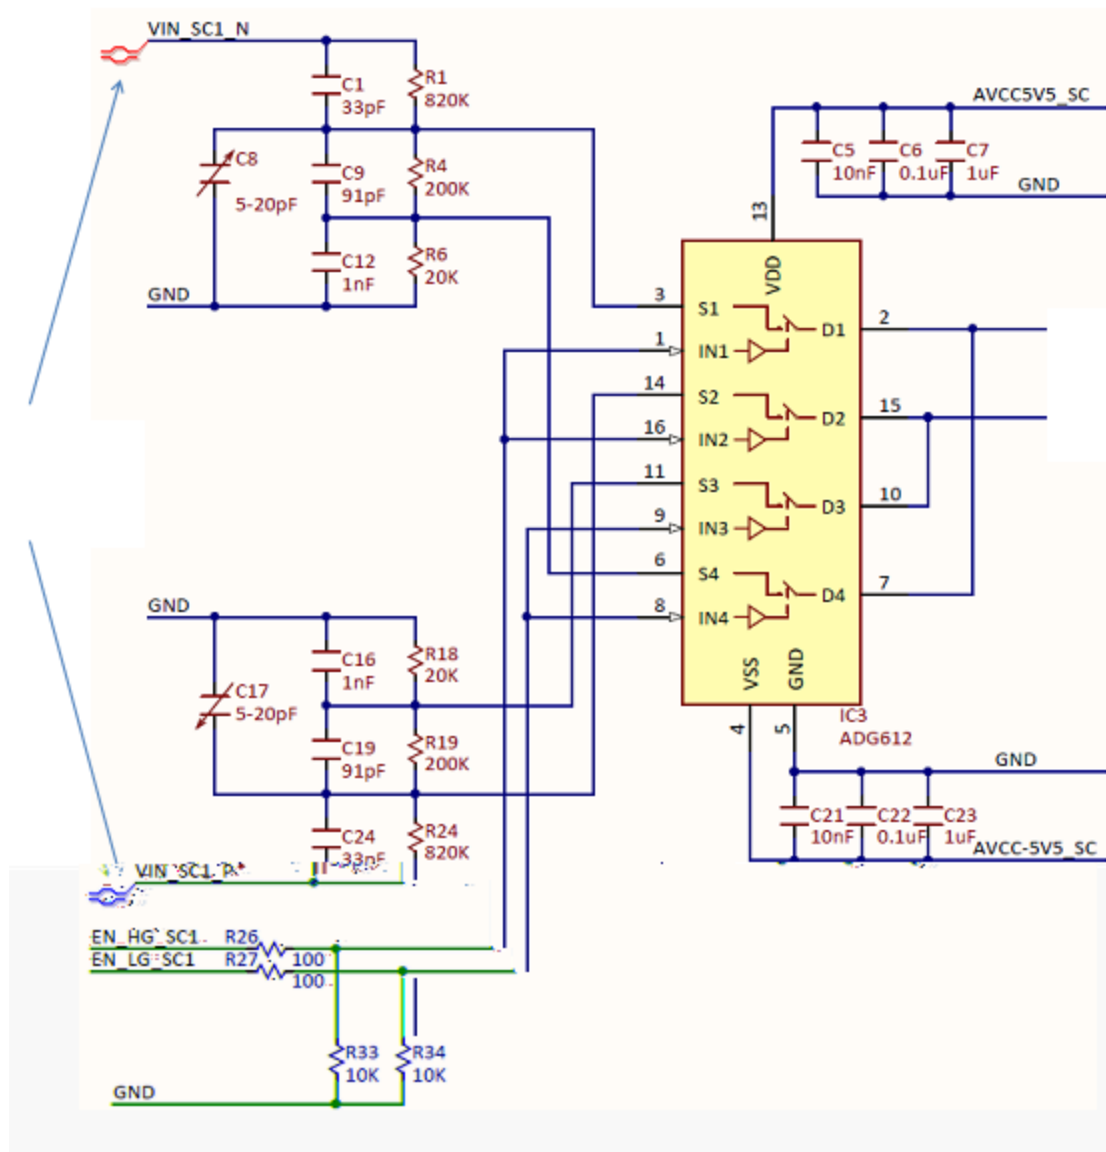 VIN_SC1_N
C1
33pF
R1
820K
C8
5-20pF
C9
91pF
R4
200K
C12
1nF
R6
20K
GND
AVCC5V5_SC
C5
10nF
C6
0.1uF
C7
1uF
GND
13
VDD
3 S1 D1 2
1 IN1
14 S2 D2 15
16 IN2
11 S3 D3 10
9 IN3
6 S4 D4 7
8 IN4
VSS GND
4 5
IC3
ADG612
GND
C16
1nF
R18
20K
C17
5-20pF
C19
91pF
R19
200K
C24
33pF
R24
820K
VIN_SC1_P
GND
C21
10nF
C22
0.1uF
C23
1uF
AVCC-5V5_SC
EN_HG_SC1 R26
100
EN_LG_SC1 R27
100
R33
10K
R34
10K
GND